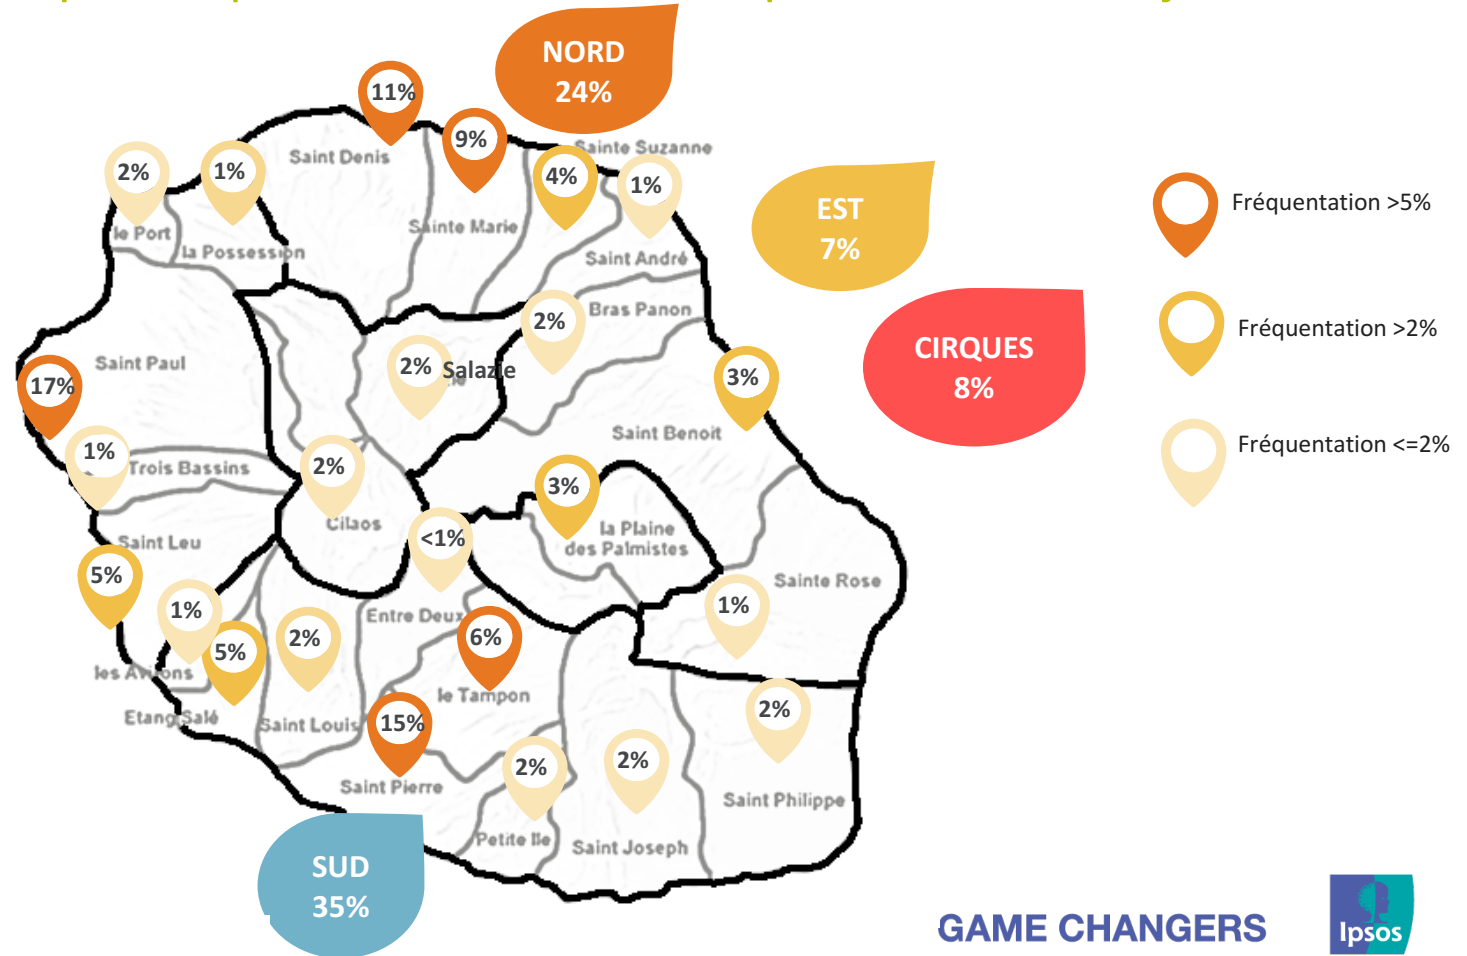 NORD
24%
11%
9%
Sainte Suzanne
Saint Denis
2%
1%
4%
1%
EST
7%
Fréquentation >5%
le Port
la Possession
Sainte Marie
Saint André
Bras Panon
2%
Fréquentation >2%
CIRQUES
8%
Saint Paul
17%
2%
Salazie
3%
Saint Benoit
Fréquentation <=2%
1%
Trois Bassins
2%
3%
Cilaos
la Plaine
des Palmistes
Saint Leu
<1%
5%
Sainte Rose
1%
1%
Entre Deux
5%
2%
6%
les Avirons
le Tampon
Etang Salé
Saint Louis
15%
2%
Saint Pierre
2%
2%
Saint Philippe
Petite Ile
Saint Joseph
SUD
35%
GAME CHANGERS
Ipsos